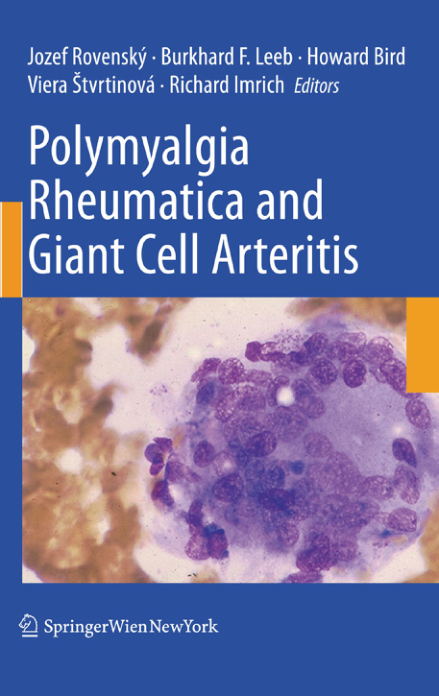 Jozef Rovenský · Burkhard F. Leeb · Howard Bird
Viera Štvrtinová · Richard Imrich Editors
Polymyalgia
Rheumatica and
Giant Cell Arteritis
SpringerWienNewYork